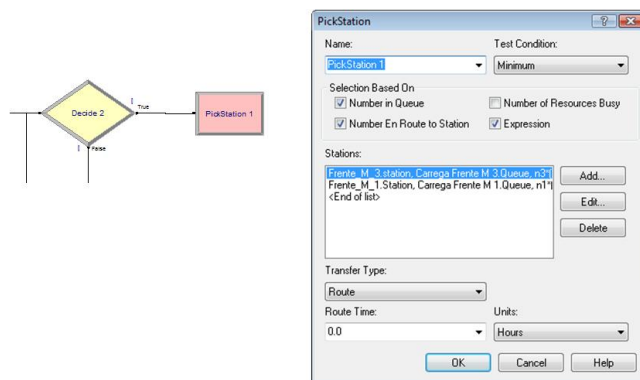 Decide 2
True
False
PickStation 1
PickStation
Name:
Test Condition:
PickStation 1
Minimum
Selection Based On
Number in Queue
Number of Resources Busy
Number En Route to Station
Expression
Stations:
Frente_M_3.station, Carrega Frente M 3.Queue, n3*(
Frente_M_1.Station, Carrega Frente M 1.Queue, n1*(
<End of list>
Add...
Edit...
Delete
Transfer Type:
Route
Route Time:
Units:
0.0
Hours
OK
Cancel
Help